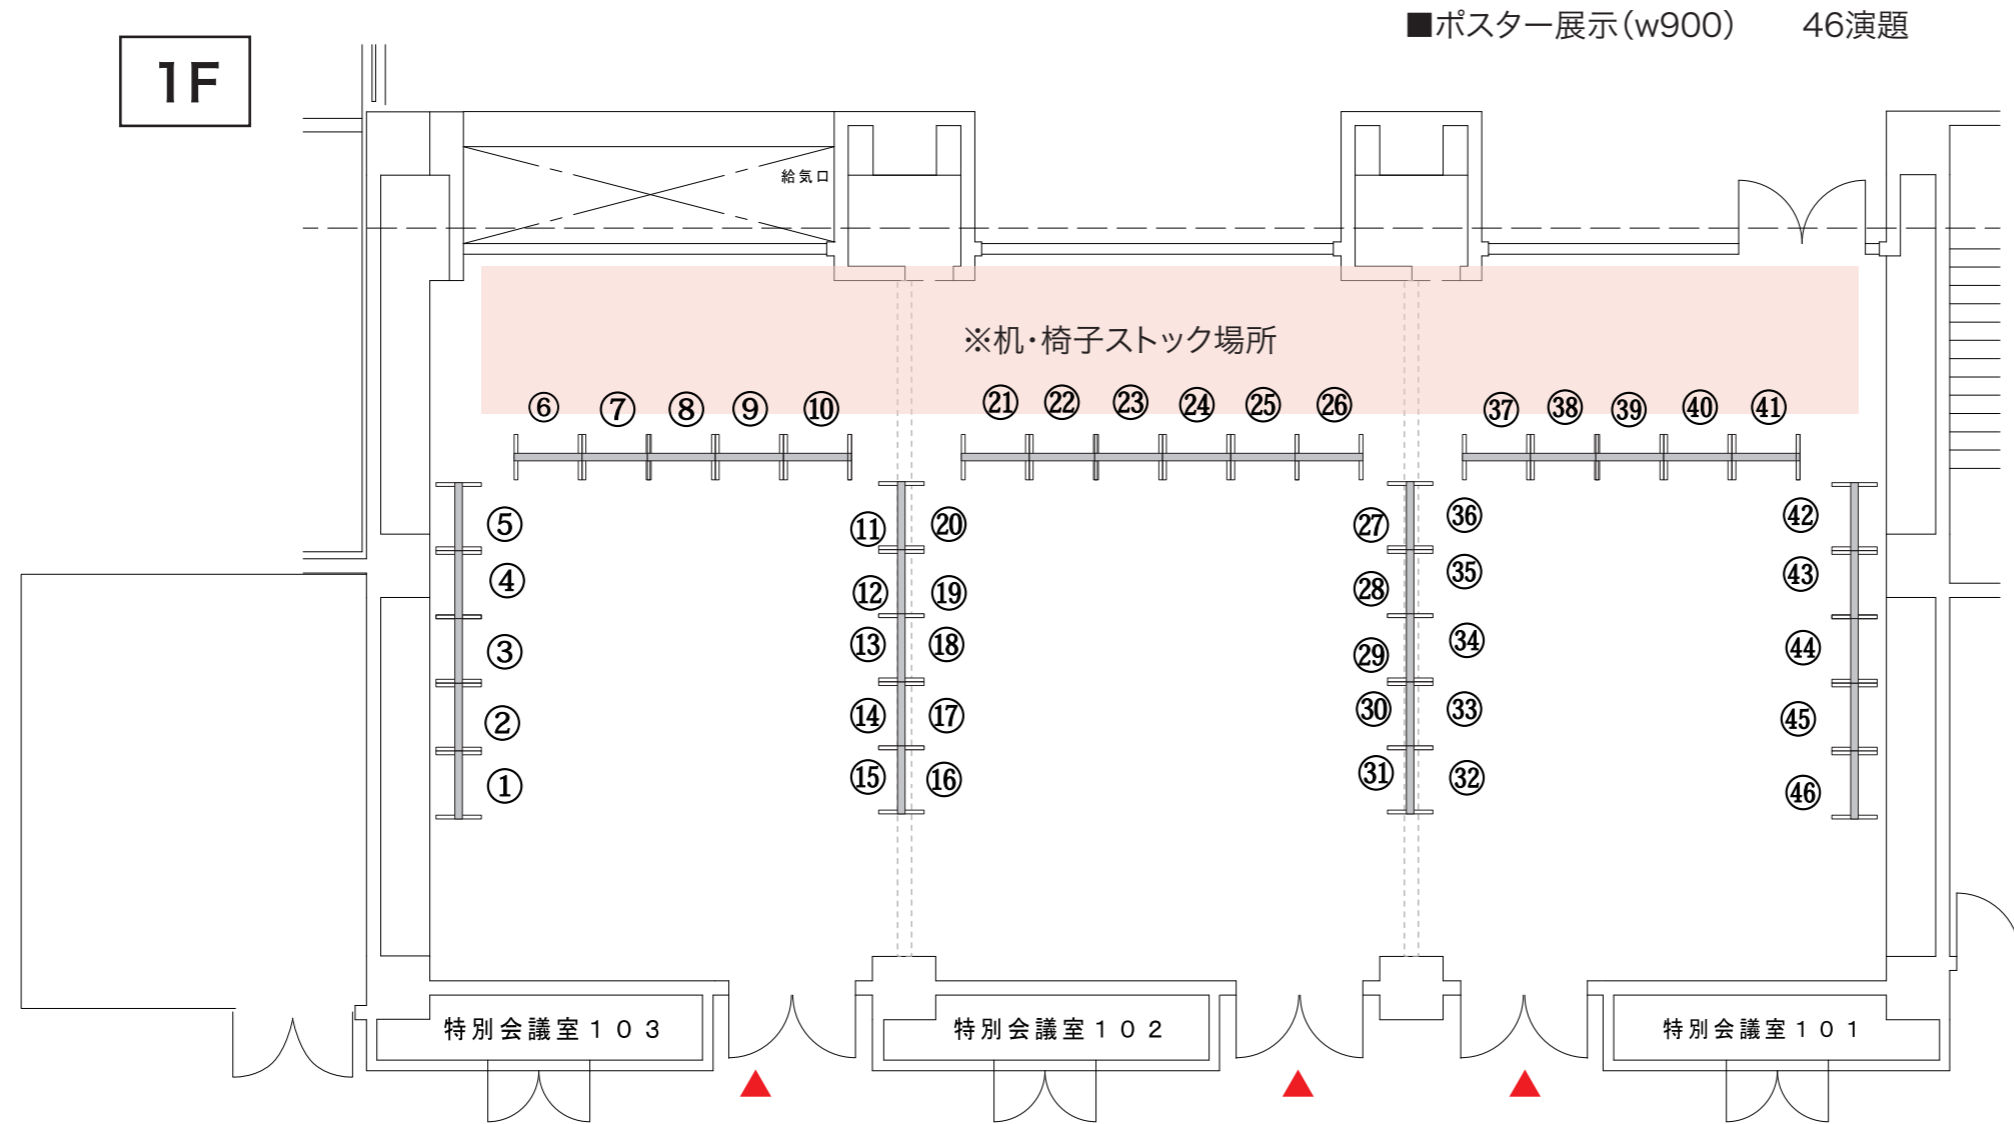 ■ポスター展示(w900)　46演題
1F
給気口
※机・椅子ストック場所
⑥ ⑦ ⑧ ⑨ ⑩ ㉑ ㉒ ㉓ ㉔ ㉕ ㉖ ㊲ ㊳ ㊴ ㊵ ㊶
⑤ ⑪ ⑳ ㉗ ㊱ ㊷
④ ⑫ ⑲ ㉘ ㉟ ㊸
③ ⑬ ⑱ ㉙ ㉞ ㊹
② ⑭ ⑰ ㉚ ㉝ ㊺
① ⑮ ⑯ ㉛ ㉜ ㊻
特別会議室103 特別会議室102 特別会議室101